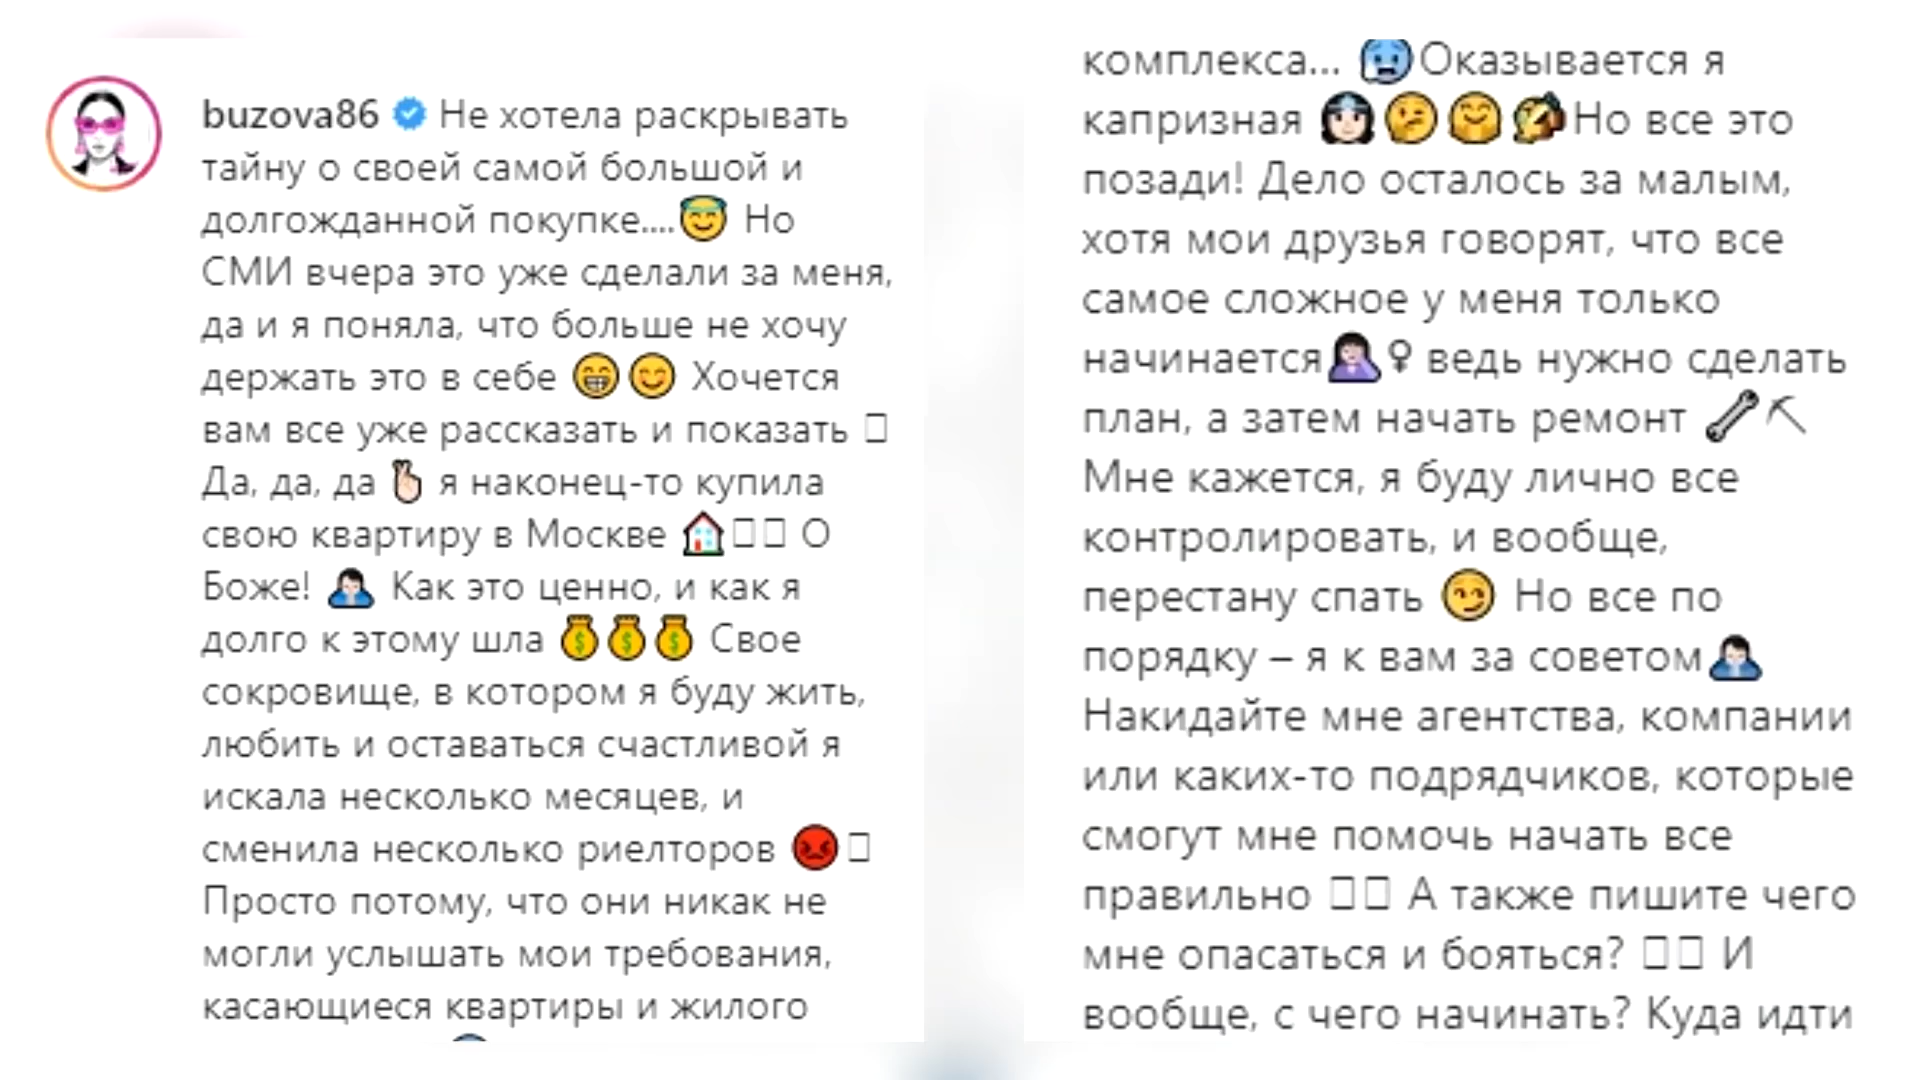 buzova86 Не хотела раскрывать
тайну о своей самой большой и
долгожданной покупке....😇 Но
СМИ вчера это уже сделали за меня,
да и я поняла, что больше не хочу
держать это в себе 😁😊 Хочется
вам все уже рассказать и показать
Да, да, да 🤞🏻 я наконец-то купила
свою квартиру в Москве 🏠 О
Боже! 🙇🏻 Как это ценно, и как я
долго к этому шла 💰💰💰 Свое
сокровище, в котором я буду жить,
любить и оставаться счастливой я
искала несколько месяцев, и
сменила несколько риелторов 😡
Просто потому, что они никак не
могли услышать мои требования,
касающиеся квартиры и жилого
комплекса... 😰Оказывается я
капризная 👸🏻🤔🤗🤣Но все это
позади! Дело осталось за малым,
хотя мои друзья говорят, что все
самое сложное у меня только
начинается🤦🏻♀ ведь нужно сделать
план, а затем начать ремонт 🔧⛏
Мне кажется, я буду лично все
контролировать, и вообще,
перестану спать 😏 Но все по
порядку – я к вам за советом🙇🏻
Накидайте мне агентства, компании
или каких-то подрядчиков, которые
смогут мне помочь начать все
правильно А также пишите чего
мне опасаться и бояться? И
вообще, с чего начинать? Куда идти